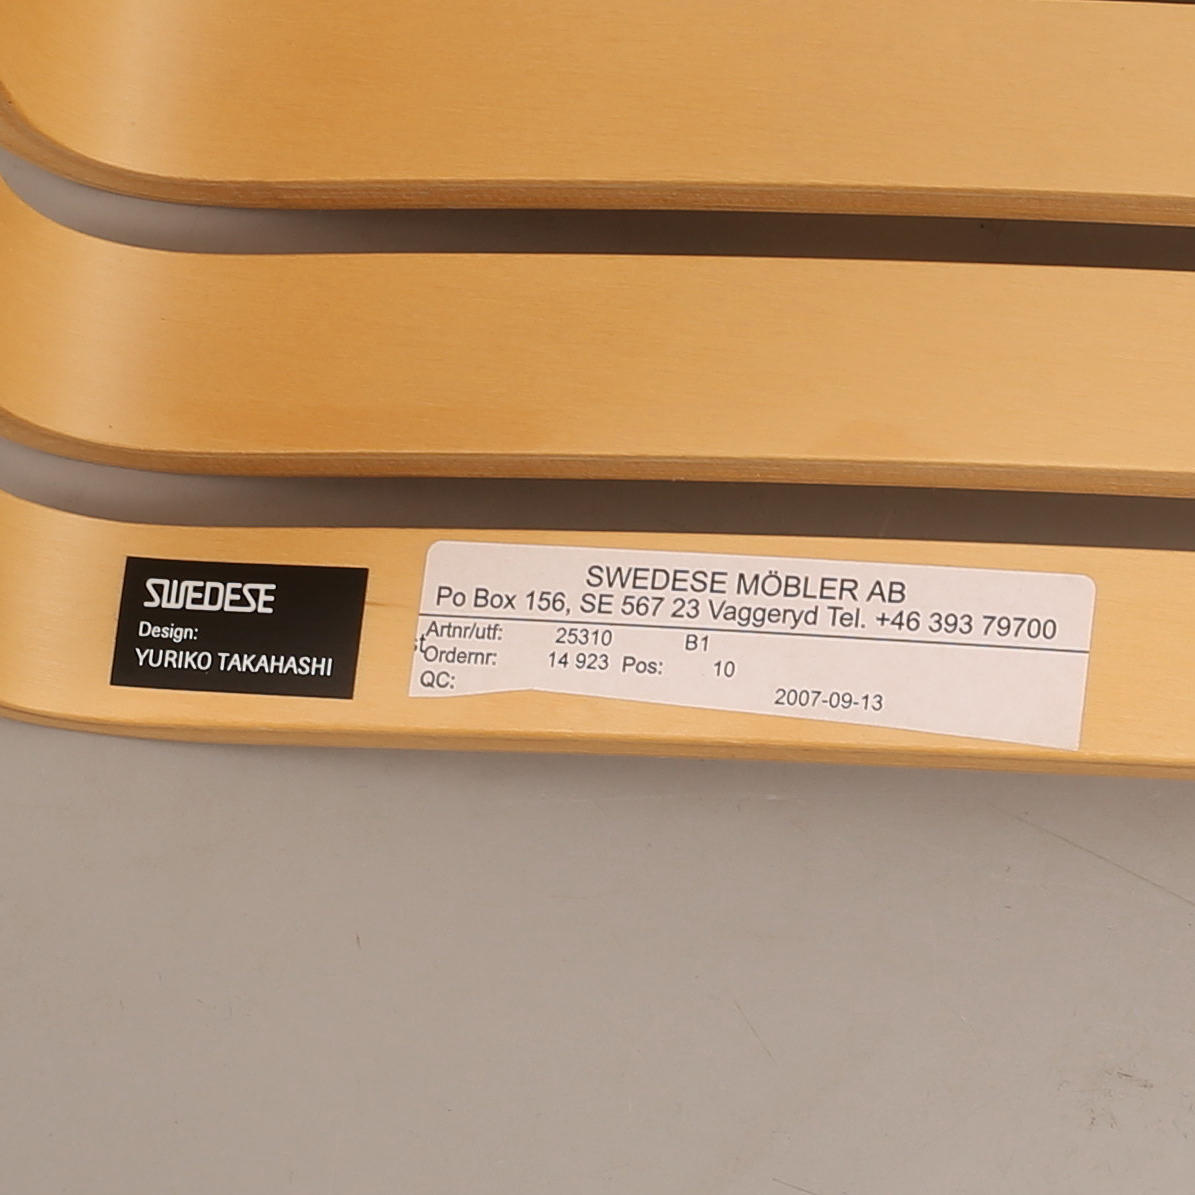 SWEDESE
Design:
YURIKO TAKAHASHI
SWEDESE MÖBLER AB
Po Box 156, SE 567 23 Vaggeryd Tel. +46 393 79700
Artnr/utf: 25310 B1
Ordernr: 14 923 Pos: 10
QC:
2007-09-13